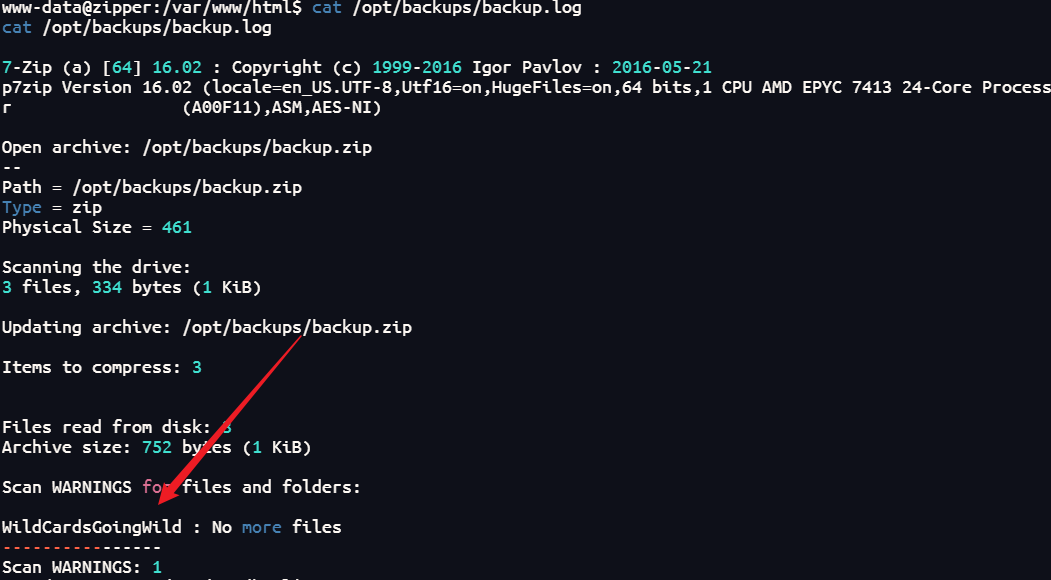 www-data@zipper:/var/www/html$ cat /opt/backups/backup.log
cat /opt/backups/backup.log
7-Zip (a) [64] 16.02 : Copyright (c) 1999-2016 Igor Pavlov : 2016-05-21
p7zip Version 16.02 (locale=en_US.UTF-8,Utf16=on,HugeFiles=on,64 bits,1 CPU AMD EPYC 7413 24-Core Process
r (A00F11),ASM,AES-NI)
Open archive: /opt/backups/backup.zip
--
Path = /opt/backups/backup.zip
Type = zip
Physical Size = 461
Scanning the drive:
3 files, 334 bytes (1 KiB)
Updating archive: /opt/backups/backup.zip
Items to compress: 3
Files read from disk: 3
Archive size: 752 bytes (1 KiB)
Scan WARNINGS for files and folders:
WildCardsGoingWild : No more files
----------------
Scan WARNINGS: 1